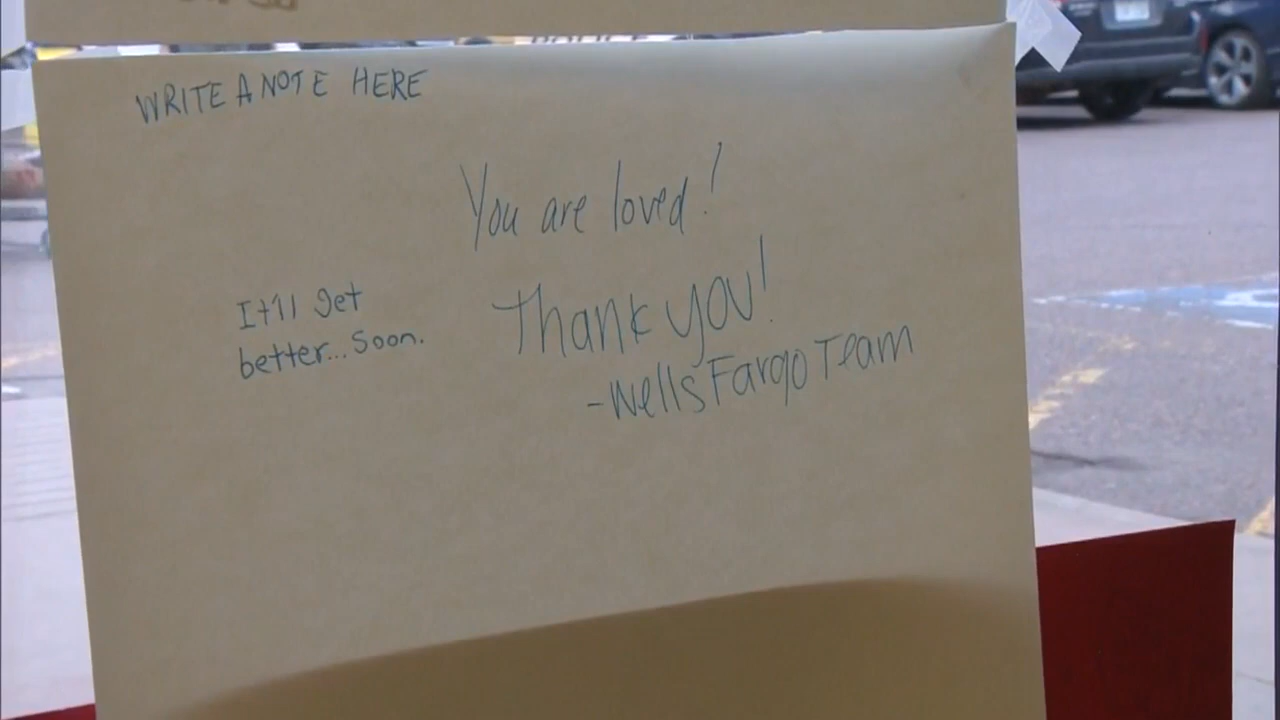 WRITE A NOTE HERE
You are loved!
It'll get
better... Soon.
Thank you!
-Wells Fargo Team